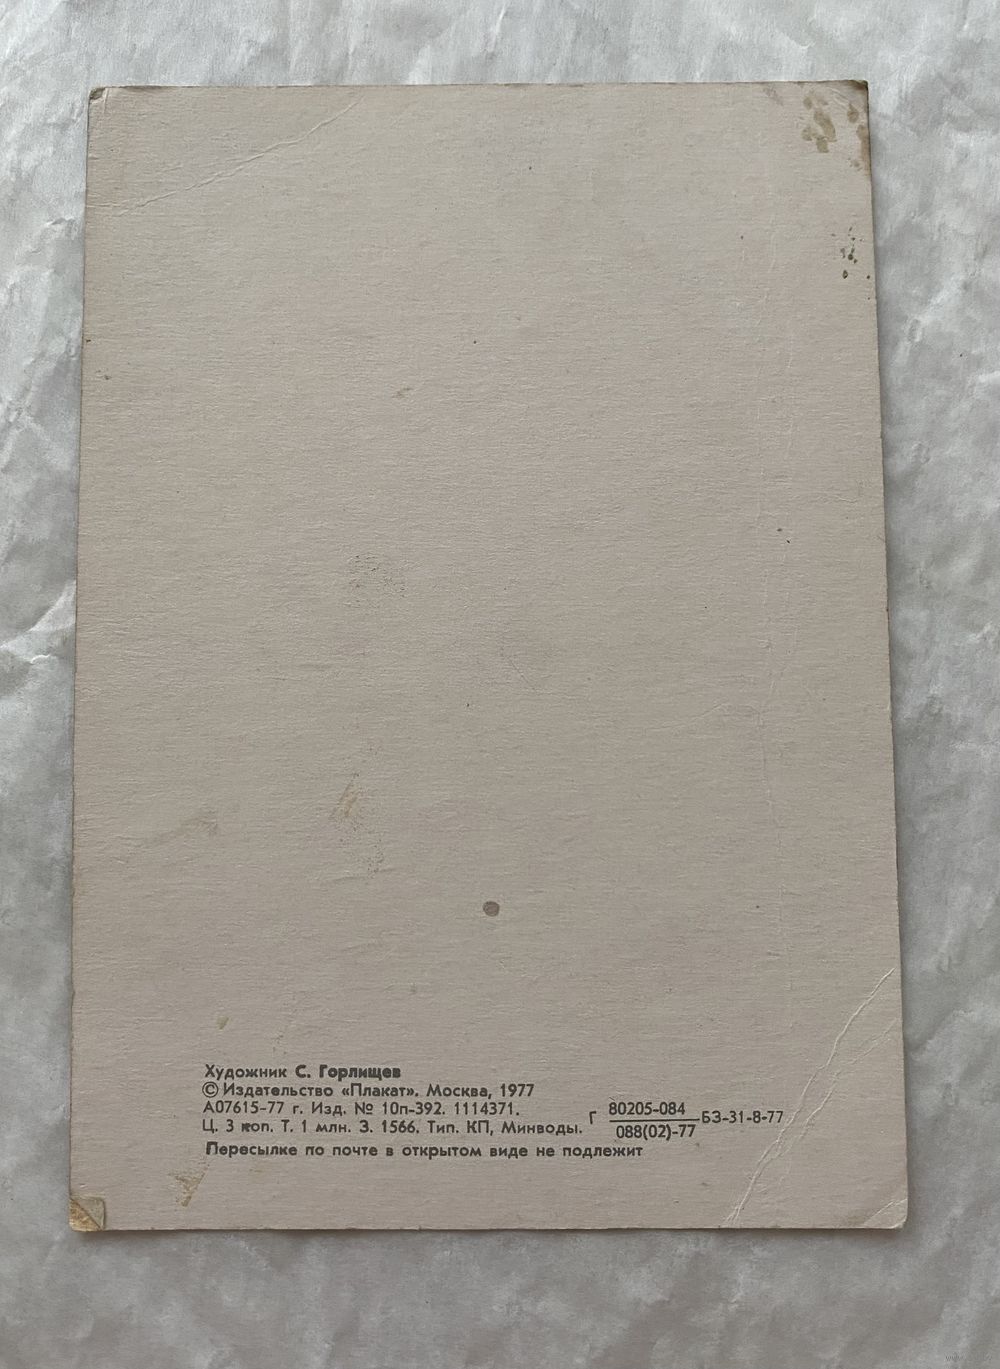 Художник С. Горлищев
© Издательство «Плакат». Москва, 1977
А07615-77 г. Изд. № 10п-392. 1114371.
Ц. 3 коп. Т. 1 млн. З. 1566. Тип. КП, Минводы.
Г 80205-084 БЗ-31-8-77
088(02)-77
Пересылке по почте в открытом виде не подлежит